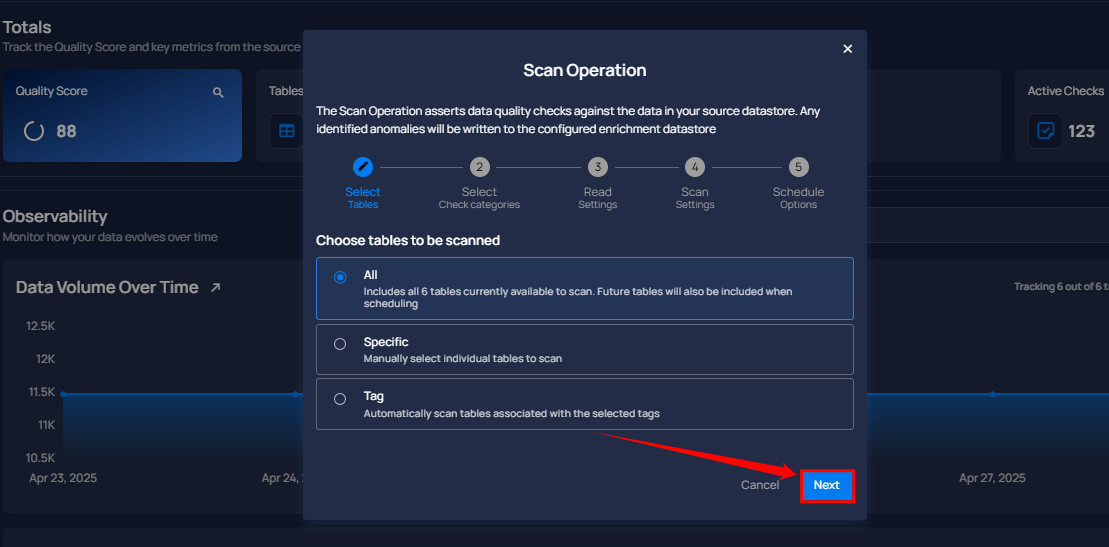 Totals
Track the Quality Score and key metrics from the source
Quality Score
88
Tables
Active Checks
123
Observability
Monitor how your data evolves over time
Data Volume Over Time
Tracking 6 out of 6
12.5K
12K
11.5K
11K
10.5K
Apr 23, 2025
Apr 24,
Apr 27, 2025
Scan Operation
The Scan Operation asserts data quality checks against the data in your source datastore. Any
identified anomalies will be written to the configured enrichment datastore
2
3
4
5
Select
Tables
Select
Check categories
Read
Settings
Scan
Settings
Schedule
Options
Choose tables to be scanned
All
Includes all 6 tables currently available to scan. Future tables will also be included when
scheduling
Specific
Manually select individual tables to scan
Tag
Automatically scan tables associated with the selected tags
Cancel
Next